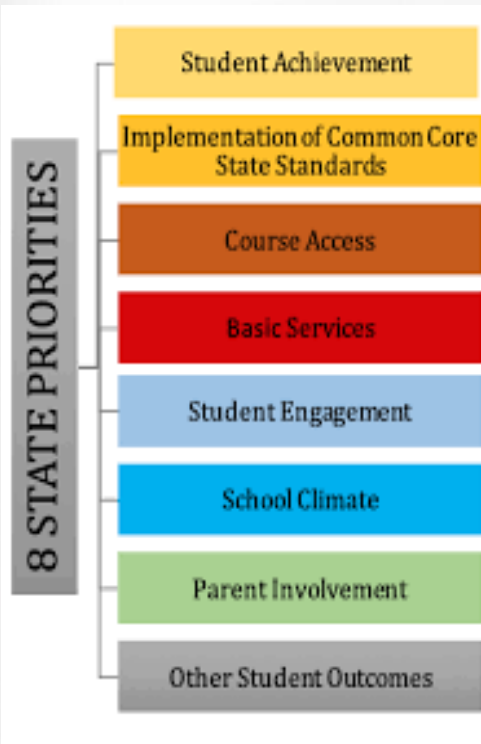 8 STATE PRIORITIES
Student Achievement
Implementation of Common Core
State Standards
Course Access
Basic Services
Student Engagement
School Climate
Parent Involvement
Other Student Outcomes